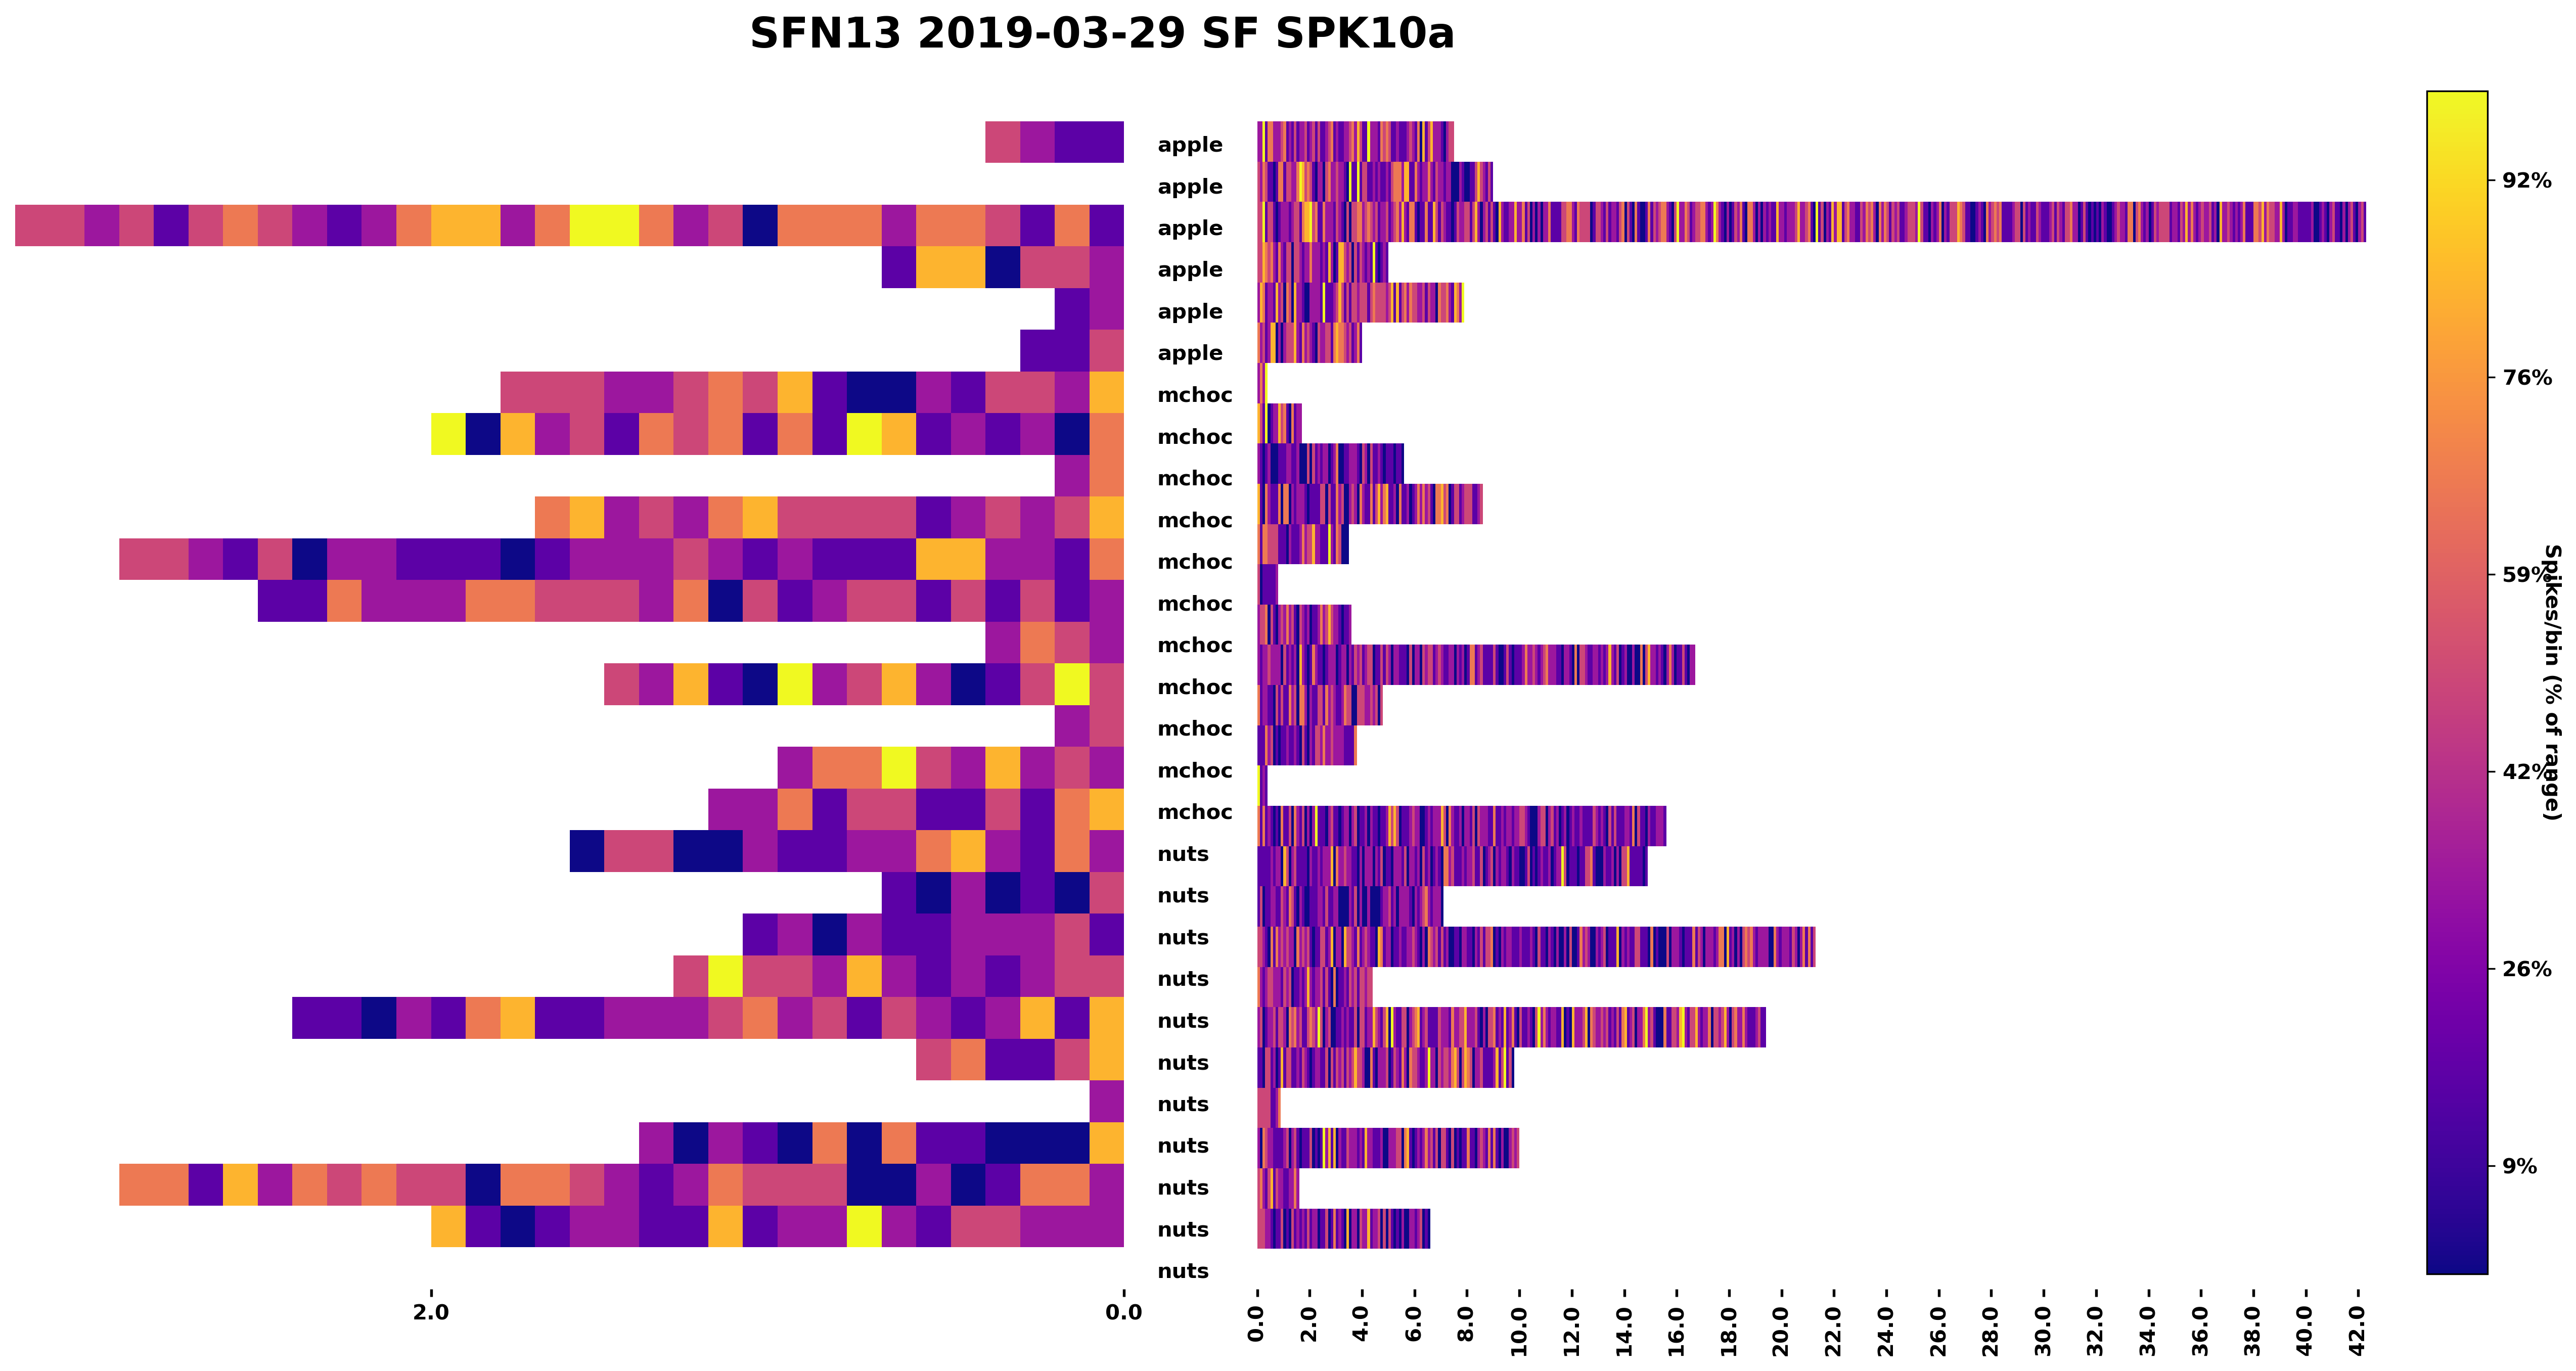 SFN13 2019-03-29 SF SPK10a
apple
apple
apple
apple
apple
apple
mchoc
mchoc
mchoc
mchoc
mchoc
mchoc
mchoc
mchoc
mchoc
mchoc
mchoc
nuts
nuts
nuts
nuts
nuts
nuts
nuts
nuts
nuts
nuts
nuts
2.0
0.0
0.0
2.0
4.0
6.0
8.0
10.0
12.0
14.0
16.0
18.0
20.0
22.0
24.0
26.0
28.0
30.0
32.0
34.0
36.0
38.0
40.0
42.0
92%
76%
59%
42%
26%
9%
Spikes/bin (% of range)